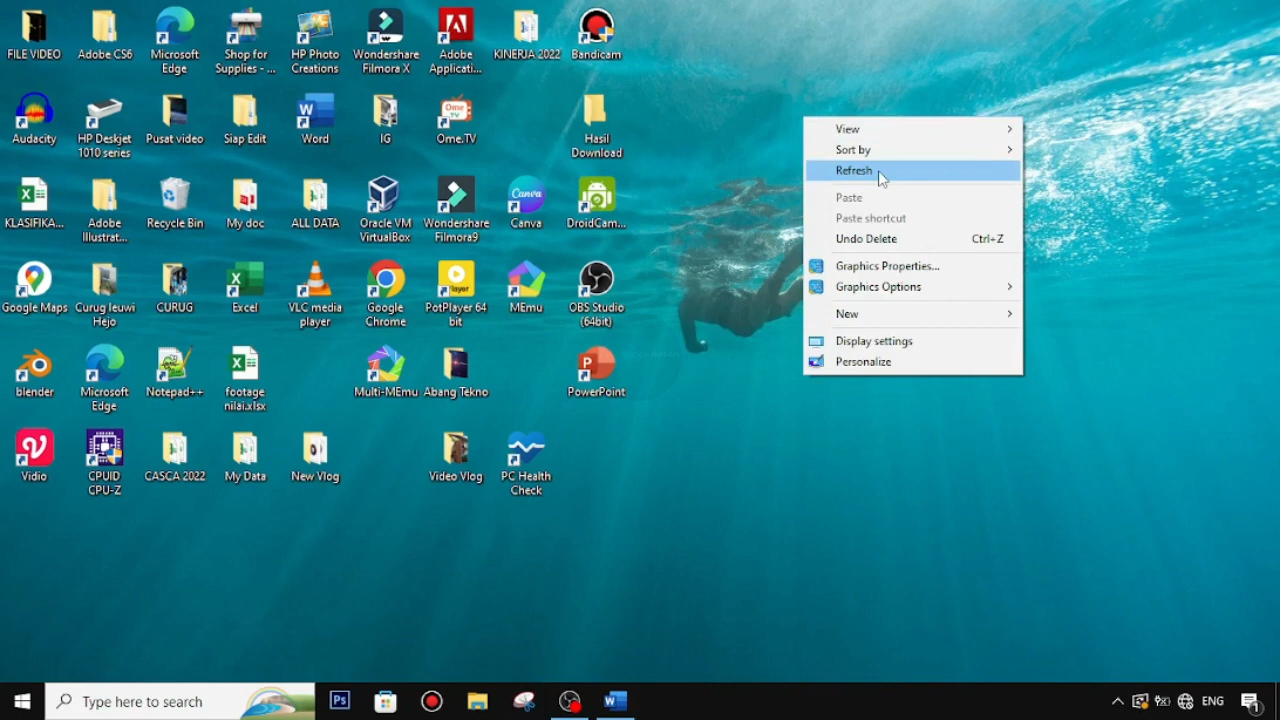 FILE VIDEO
Adobe CS6
Microsoft
Edge
Shop for
Supplies - ...
HP Photo
Creations
Wondershare
Filmora X
Adobe
Applicati...
KINERJA 2022
Bandicam
Audacity
HP Deskjet
1010 series
Pusat video
Siap Edit
Word
IG
Ome.TV
Hasil
Download
KLASIFIKA...
Adobe
Illustrat...
Recycle Bin
My doc
ALL DATA
Oracle VM
VirtualBox
Wondershare
Filmora9
Canva
DroidCam...
Google Maps
Curug leuwi
Hejo
CURUG
Excel
VLC media
player
Google
Chrome
PotPlayer 64
bit
MEmu
OBS Studio
(64bit)
blender
Microsoft
Edge
Notepad++
footage
nilai.xlsx
Multi-MEmu
Abang Tekno
PowerPoint
Vidio
CPUID
CPU-Z
CASCA 2022
My Data
New Vlog
Video Vlog
PC Health
Check
View
Sort by
Refresh
Paste
Paste shortcut
Undo Delete Ctrl+Z
Graphics Properties...
Graphics Options
New
Display settings
Personalize
Type here to search
Ps
ENG
1